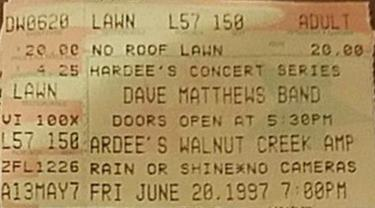 DW0620 LAWN L57 150 ADULT
20.00 NO ROOF LAWN 20.00
4.25 HARDEE'S CONCERT SERIES
LAWN DAVE MATTHEWS BAND
VI 100X DOORS OPEN AT 5:30PM
L57 150 ARDEE'S WALNUT CREEK AMP
ZFL1226 RAIN OR SHINE*NO CAMERAS
A13MAY7 FRI JUNE 20.1997 7:00PM